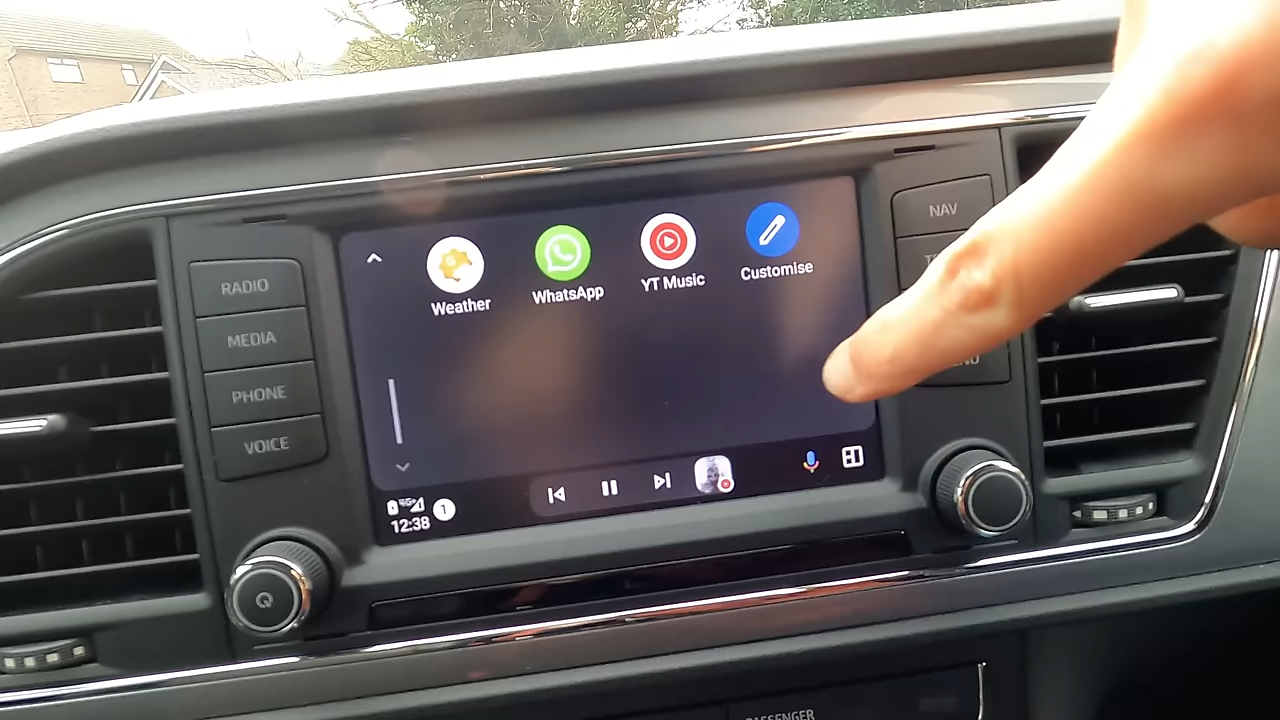 RADIO
MEDIA
PHONE
VOICE
NAV
Weather
WhatsApp
YT Music
Customise
12:38
1
PASSENGER